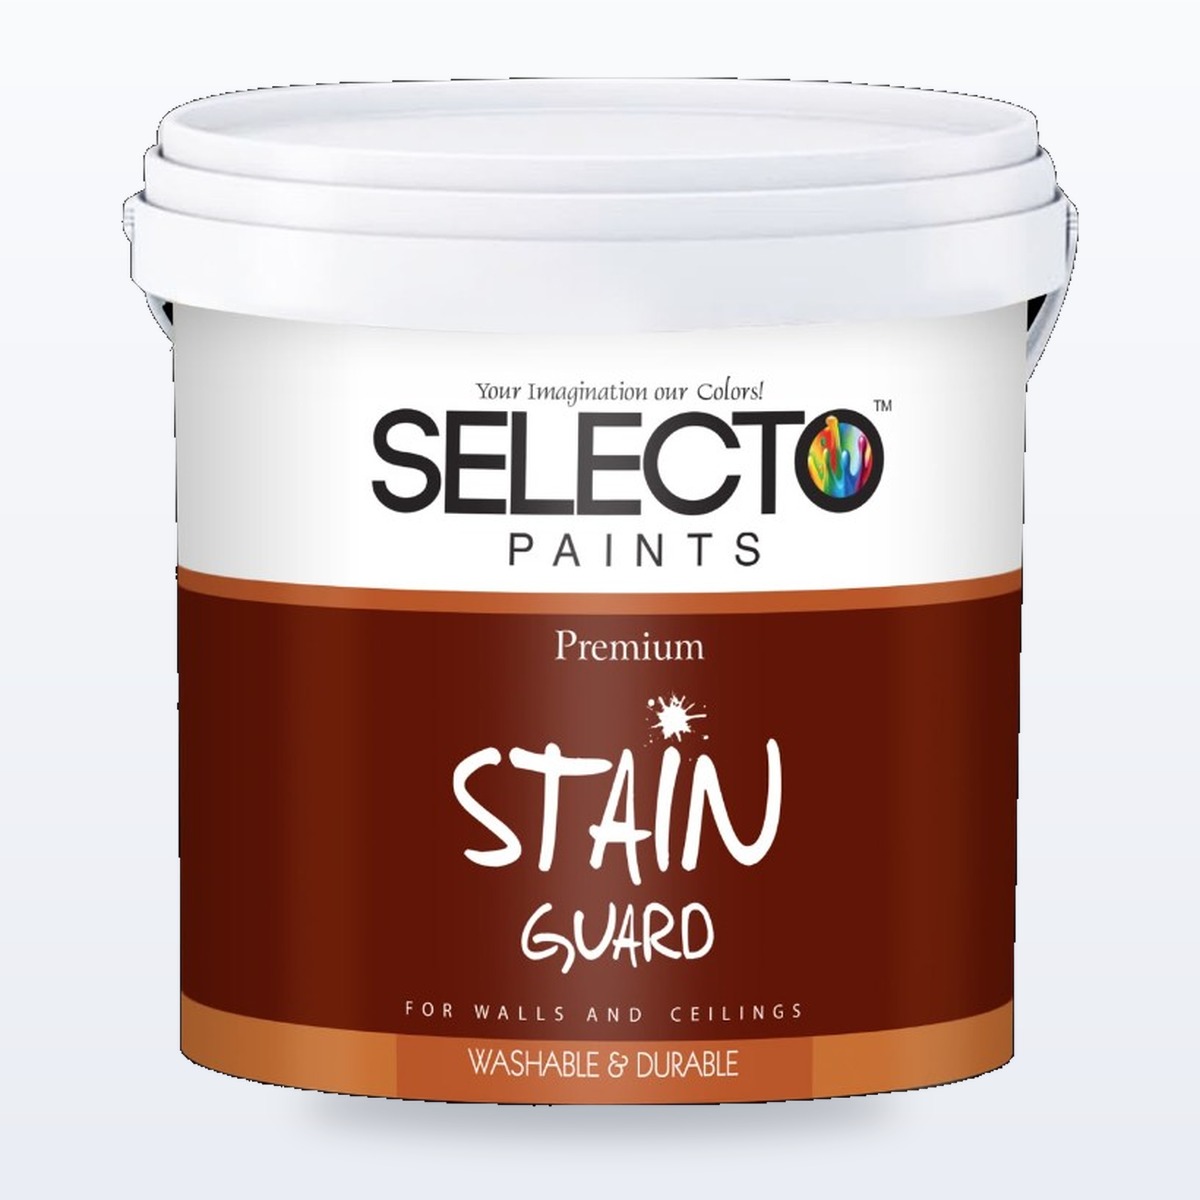 Your Imagination our Colors!
SELECTO™
PAINTS
Premium
STAIN
GUARD
FOR WALLS AND CEILINGS
WASHABLE & DURABLE